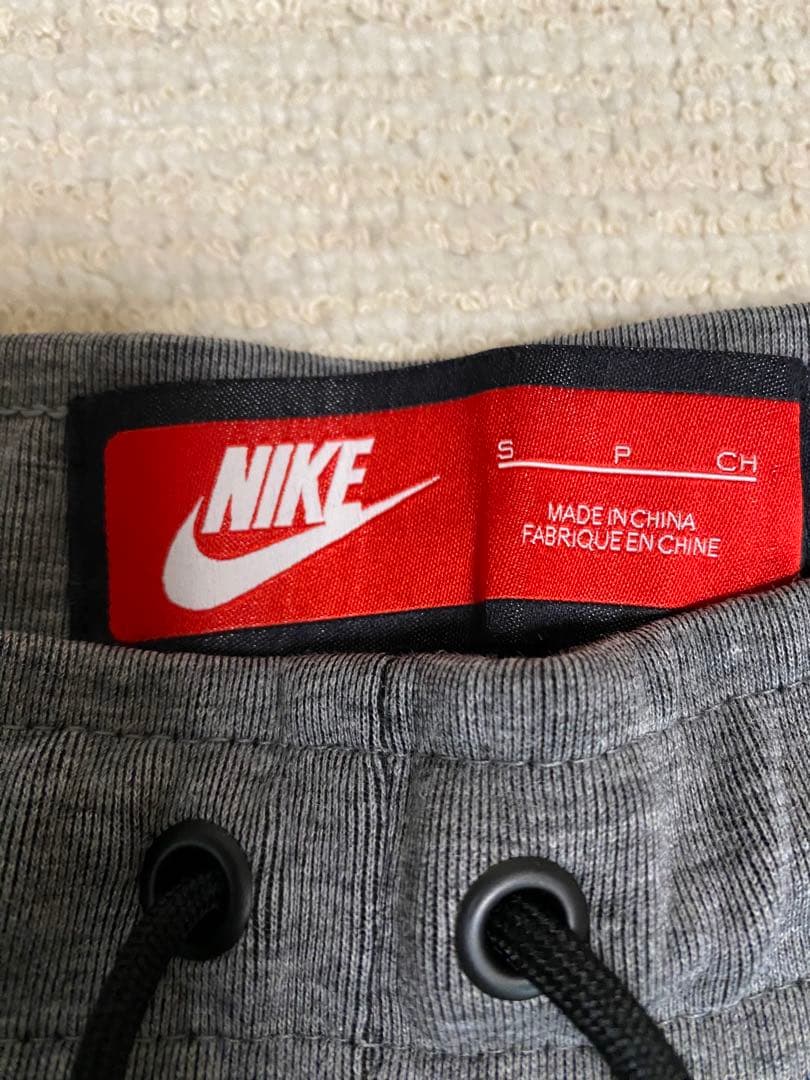 NIKE
S P CH
MADE IN CHINA
FABRIQUE EN CHINE